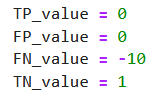 TP_value = 0
FP_value = 0
FN_value = -10
TN_value = 1